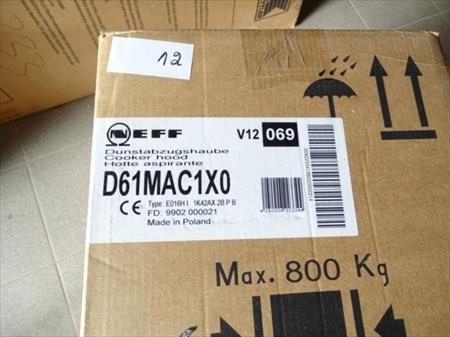 12
NEFF
V12 069
Dunstabzugshaube
Cooker hood
Hotte aspirante
D61MAC1X0
CE Type: E016H I 1K42AX 2B P B
FD: 9902 000021
Made in Poland
Max. 800 Kg